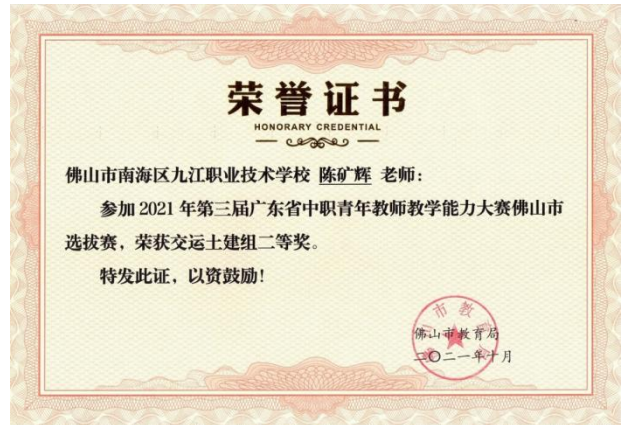 荣誉证书
HONORARY CREDENTIAL
佛山市南海区九江职业技术学校 陈矿辉 老师：
参加2021年第三届广东省中职青年教师教学能力大赛佛山市
选拔赛，荣获交运土建组二等奖。
特发此证，以资鼓励！
佛山市教育局
二〇二一年十月